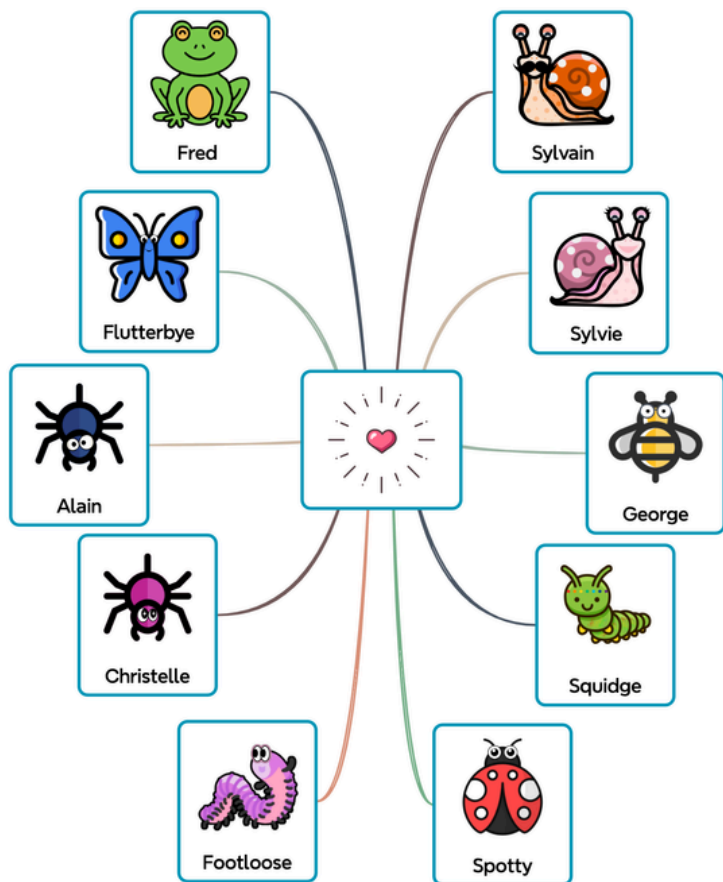 Fred
Sylvain
Flutterbye
Sylvie
Alain
George
Christelle
Squidge
Footloose
Spotty